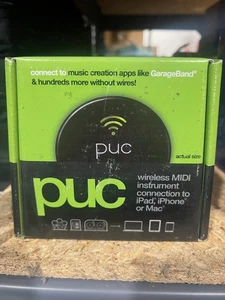 connect to music creation apps like GarageBand®
& hundreds more without wires!
puc
actual size
puc
wireless MIDI
instrument
connection to
iPad, iPhone
or Mac